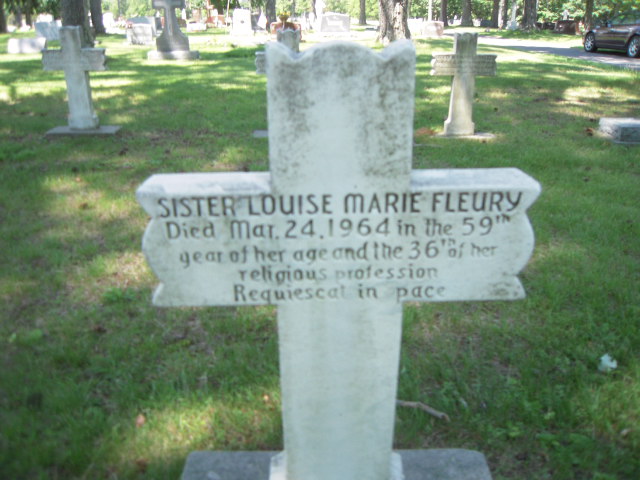 SISTER LOUISE MARIE FLEURY
Died Mar. 24. 1964 in the 59TH
year of her age and the 36TH of her
religious profession
Requiescat in pace